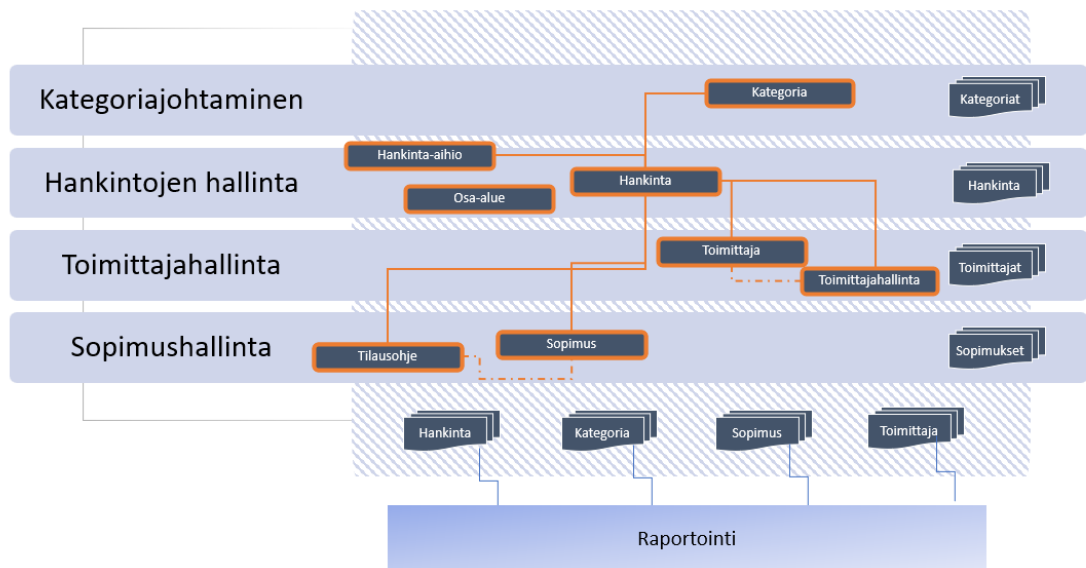 Kategoriajohtaminen
Kategoria
Kategoriat
Hankinta-aihio
Hankintojen hallinta
Hankinta
Hankinta
Osa-alue
Toimittaja
Toimittajahallinta
Toimittajat
Toimittajahallinta
Sopimushallinta
Sopimus
Sopimukset
Tilausohje
Hankinta
Kategoria
Sopimus
Toimittaja
Raportointi